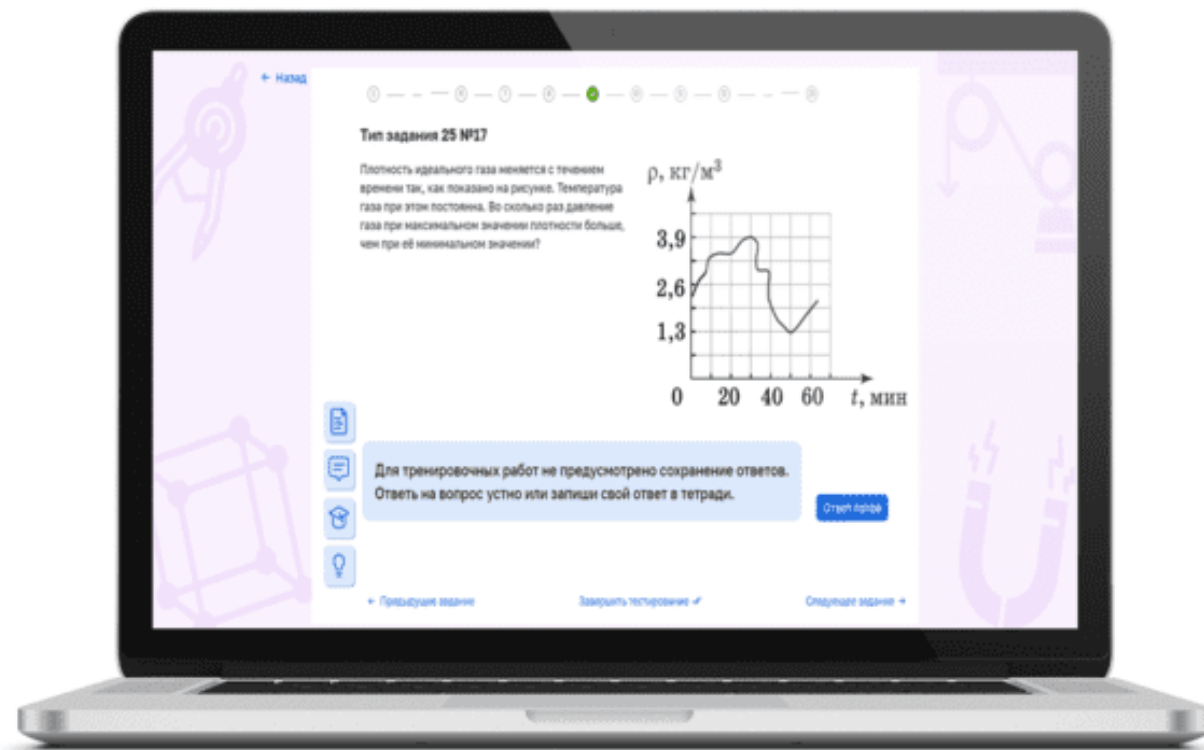 ← Назад
Тип задания 25 №17
Плотность идеального газа меняется с течением
времени так, как показано на рисунке. Температура
газа при этом постоянна. Во сколько раз давление
газа при максимальном значении плотности больше,
чем при её минимальном значении?
ρ, кг/м³
3,9
2,6
1,3
0 20 40 60 t, мин
Для тренировочных работ не предусмотрено сохранение ответов.
Ответь на вопрос устно или запиши свой ответ в тетради.
← Предыдущее задание Завершить тестирование ✓ Следующее задание →